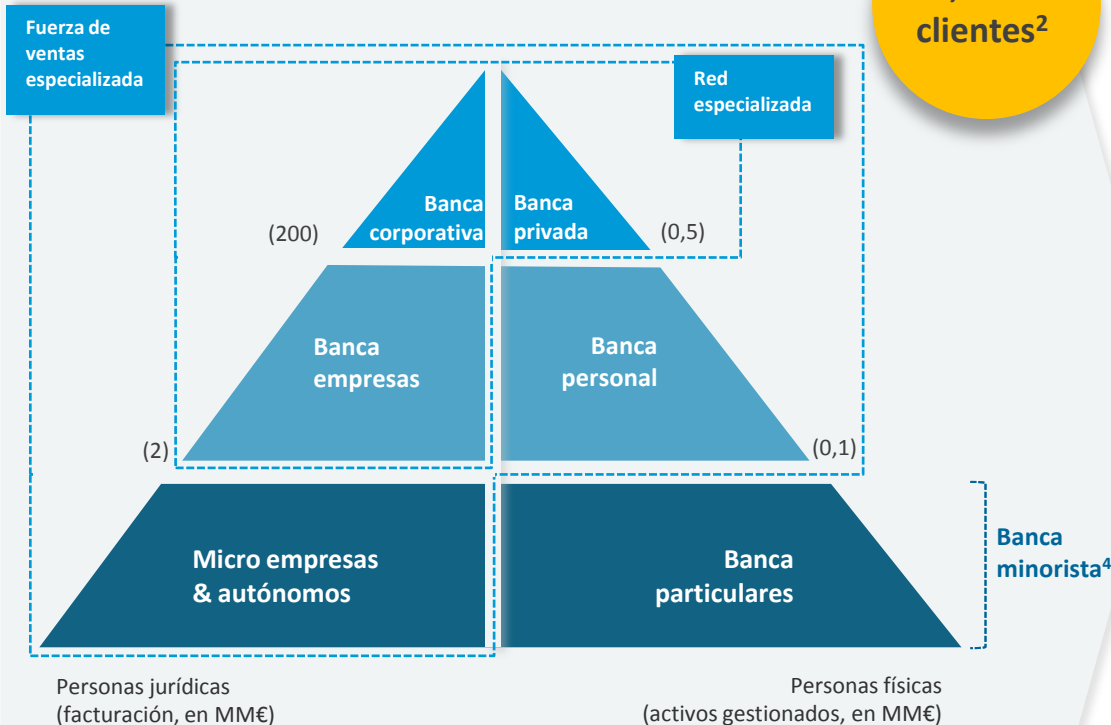 clientes²
Fuerza de
ventas
especializada
Red
especializada
Banca
corporativa
Banca
privada
(200)
(0,5)
Banca
empresas
Banca
personal
(2)
(0,1)
Micro empresas
& autónomos
Banca
particulares
Banca
minorista⁴
Personas jurídicas
(facturación, en MM€)
Personas físicas
(activos gestionados, en MM€)